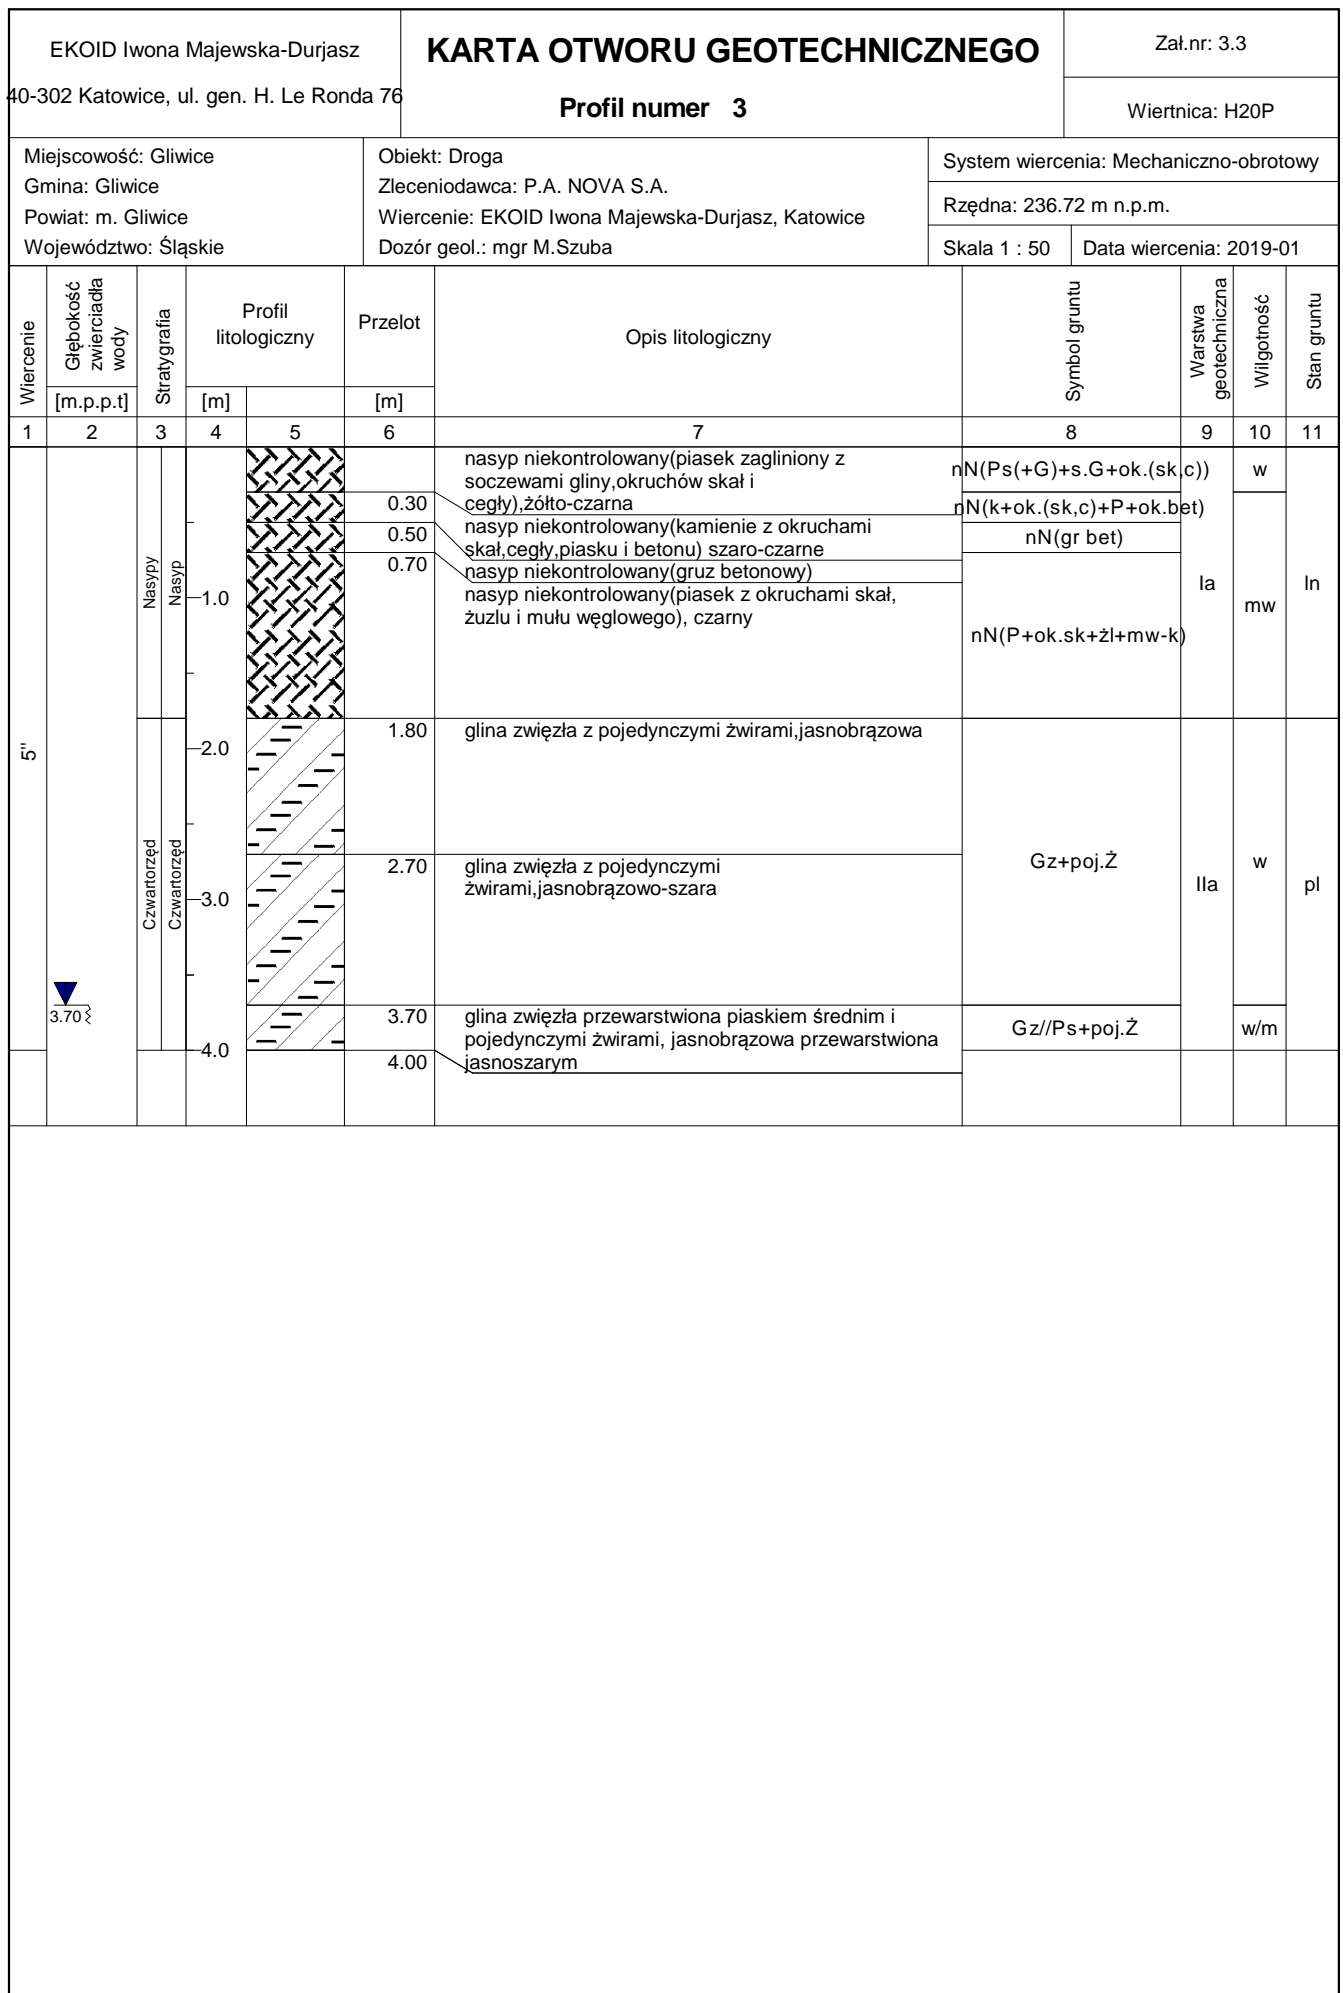 EKOID Iwona Majewska-Durjasz
40-302 Katowice, ul. gen. H. Le Ronda 76
KARTA OTWORU GEOTECHNICZNEGO
Profil numer 3
Zał.nr: 3.3
Wiertnica: H20P
Miejscowość: Gliwice
Gmina: Gliwice
Powiat: m. Gliwice
Województwo: Śląskie
Obiekt: Droga
Zleceniodawca: P.A. NOVA S.A.
Wiercenie: EKOID Iwona Majewska-Durjasz, Katowice
Dozór geol.: mgr M.Szuba
System wiercenia: Mechaniczno-obrotowy
Rzędna: 236.72 m n.p.m.
Skala 1 : 50
Data wiercenia: 2019-01
Wiercenie
Głębokość
zwierciadła
wody
[m.p.p.t]
Stratygrafia
Profil
litologiczny
[m]
Przelot
[m]
Opis litologiczny
Symbol gruntu
Warstwa
geotechniczna
Wilgotność
Stan gruntu
1 2 3 4 5 6 7 8 9 10 11
5"
3.70
Nasypy
Nasyp
Czwartorzęd
Czwartorzęd
1.0
2.0
3.0
4.0
nasyp niekontrolowany(piasek zagliniony z
soczewami gliny,okruchów skał i
cegły),żółto-czarna
nN(Ps(+G)+s.G+ok.(sk,c))
w
0.30
nasyp niekontrolowany(kamienie z okruchami
skał,cegły,piasku i betonu) szaro-czarne
nN(k+ok.(sk,c)+P+ok.bet)
0.50
nasyp niekontrolowany(gruz betonowy)
nN(gr bet)
0.70
nasyp niekontrolowany(piasek z okruchami skał,
żuzlu i mułu węglowego), czarny
nN(P+ok.sk+żl+mw-k)
Ia
mw
ln
1.80
glina zwięzła z pojedynczymi żwirami,jasnobrązowa
2.70
glina zwięzła z pojedynczymi
żwirami,jasnobrązowo-szara
Gz+poj.Ż
IIa
w
pl
3.70
glina zwięzła przewarstwiona piaskiem średnim i
pojedynczymi żwirami, jasnobrązowa przewarstwiona
jasnoszarym
Gz//Ps+poj.Ż
w/m
4.00